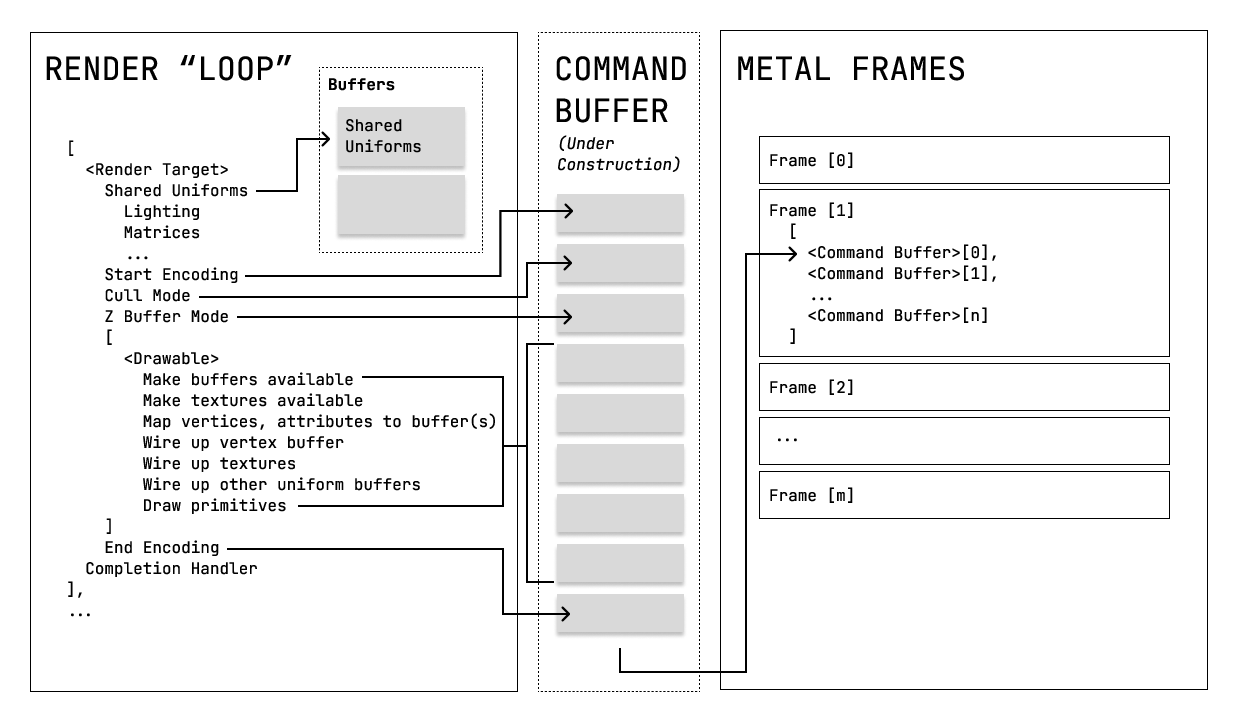 RENDER “LOOP”
Buffers
Shared
Uniforms
[
<Render Target>
Shared Uniforms
Lighting
Matrices
...
Start Encoding
Cull Mode
Z Buffer Mode
[
<Drawable>
Make buffers available
Make textures available
Map vertices, attributes to buffer(s)
Wire up vertex buffer
Wire up textures
Wire up other uniform buffers
Draw primitives
]
End Encoding
Completion Handler
],
...
COMMAND
BUFFER
(Under
Construction)
METAL FRAMES
Frame [0]
Frame [1]
[
<Command Buffer>[0],
<Command Buffer>[1],
...
<Command Buffer>[n]
]
Frame [2]
...
Frame [m]